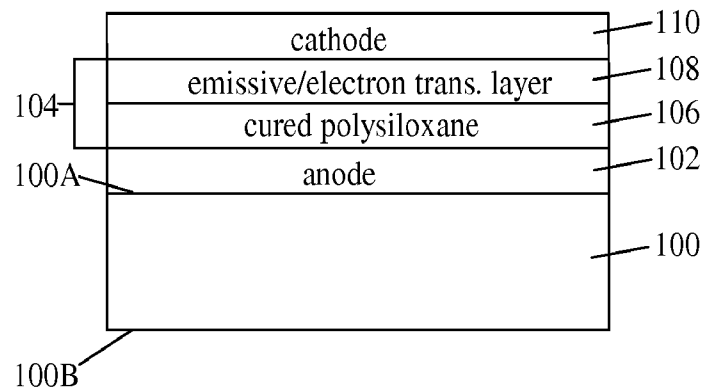 110
cathode
108
emissive/electron trans. layer
104
106
cured polysiloxane
102
100A
anode
100
100B